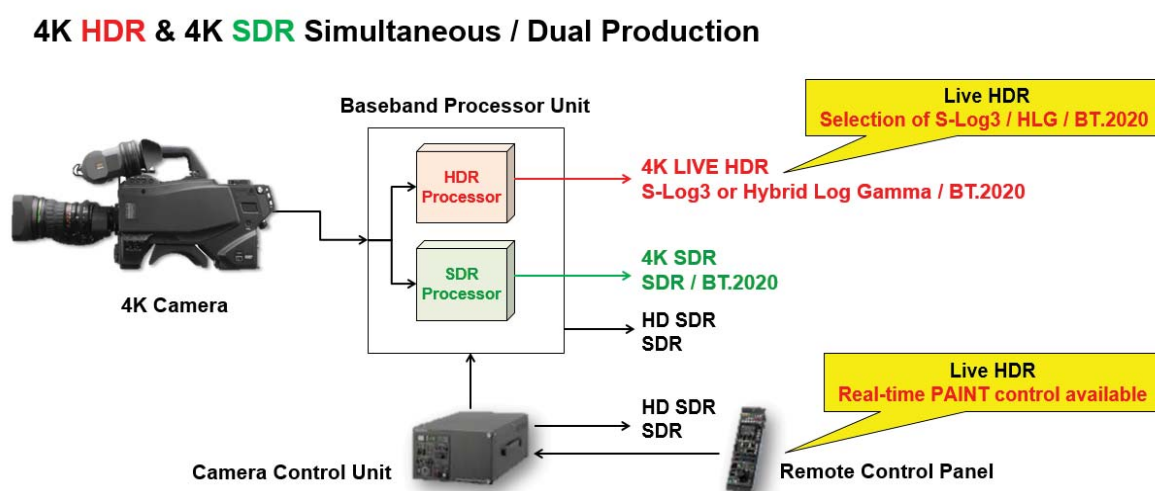 4K HDR & 4K SDR Simultaneous / Dual Production
Baseband Processor Unit
Live HDR
Selection of S-Log3 / HLG / BT.2020
HDR
Processor
4K LIVE HDR
S-Log3 or Hybrid Log Gamma / BT.2020
SDR
Processor
4K SDR
SDR / BT.2020
4K Camera
HD SDR
SDR
Live HDR
Real-time PAINT control available
HD SDR
SDR
Camera Control Unit
Remote Control Panel